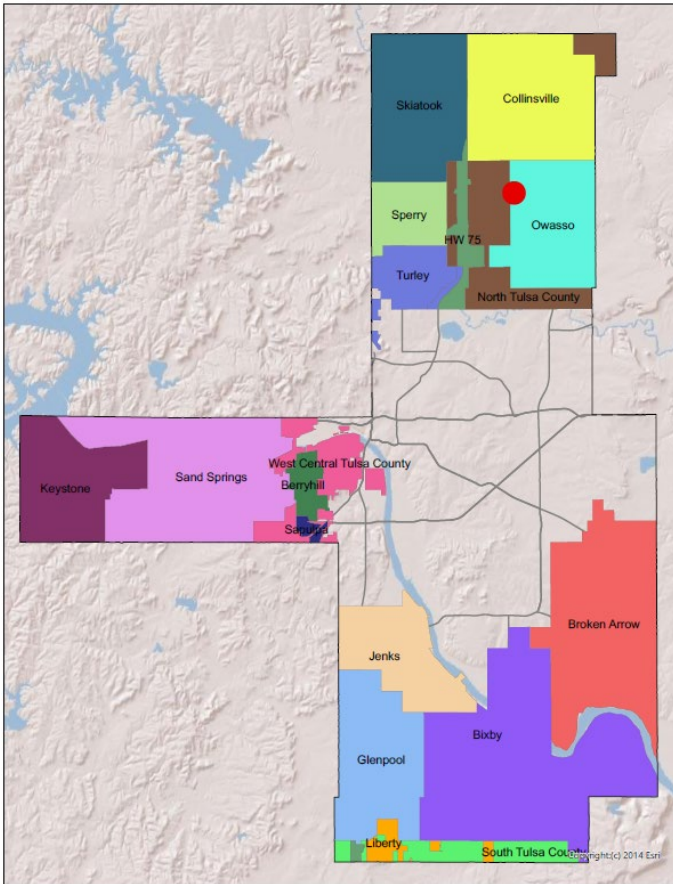 Skiatook
Collinsville
Sperry
Owasso
HW 75
Turley
North Tulsa County
West Central Tulsa County
Sand Springs
Berryhill
Keystone
Sapulpa
Broken Arrow
Jenks
Bixby
Glenpool
Liberty
South Tulsa County
Copyright:(c) 2014 Esri